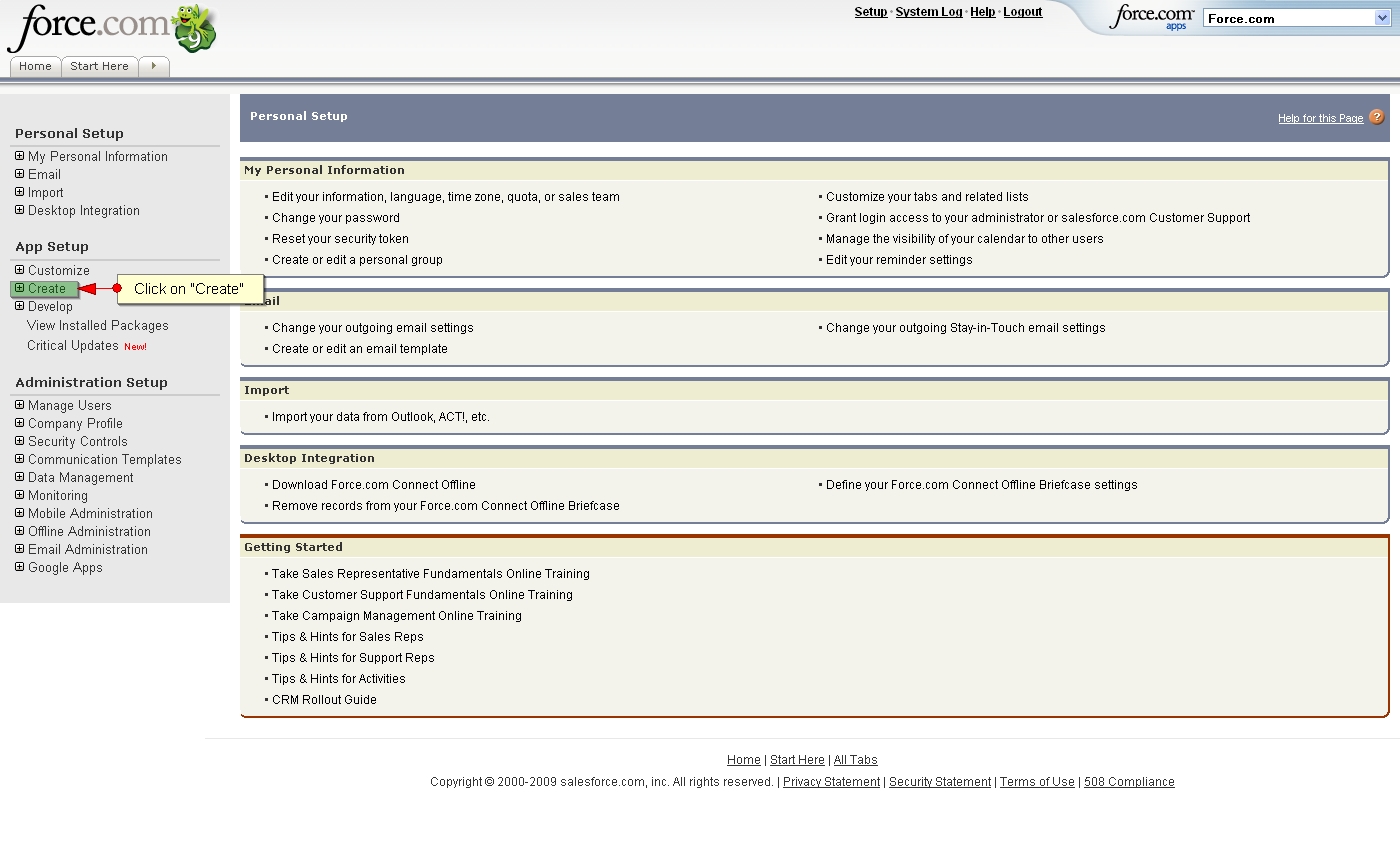 force.com 9
Setup · System Log · Help · Logout
force.com apps
Force.com
Home
Start Here
Personal Setup
My Personal Information
Email
Import
Desktop Integration
App Setup
Customize
Create
Click on "Create"
Develop
View Installed Packages
Critical Updates New!
Administration Setup
Manage Users
Company Profile
Security Controls
Communication Templates
Data Management
Monitoring
Mobile Administration
Offline Administration
Email Administration
Google Apps
Personal Setup
Help for this Page ?
My Personal Information
Edit your information, language, time zone, quota, or sales team
Change your password
Reset your security token
Create or edit a personal group
Customize your tabs and related lists
Grant login access to your administrator or salesforce.com Customer Support
Manage the visibility of your calendar to other users
Edit your reminder settings
Email
Change your outgoing email settings
Create or edit an email template
Change your outgoing Stay-in-Touch email settings
Import
Import your data from Outlook, ACT!, etc.
Desktop Integration
Download Force.com Connect Offline
Remove records from your Force.com Connect Offline Briefcase
Define your Force.com Connect Offline Briefcase settings
Getting Started
Take Sales Representative Fundamentals Online Training
Take Customer Support Fundamentals Online Training
Take Campaign Management Online Training
Tips & Hints for Sales Reps
Tips & Hints for Support Reps
Tips & Hints for Activities
CRM Rollout Guide
Home | Start Here | All Tabs
Copyright © 2000-2009 salesforce.com, inc. All rights reserved. | Privacy Statement | Security Statement | Terms of Use | 508 Compliance